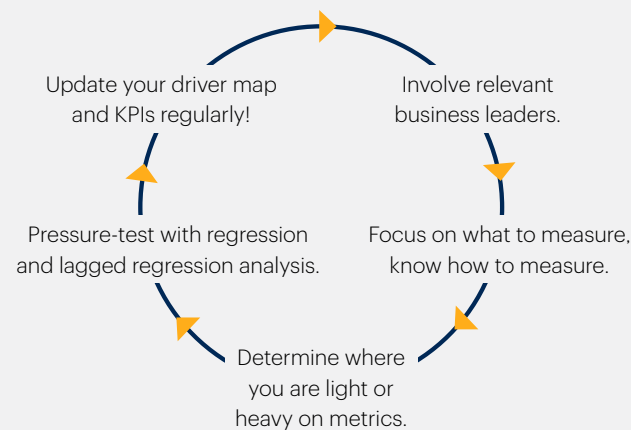 Update your driver map
and KPIs regularly!
Involve relevant
business leaders.
Focus on what to measure,
know how to measure.
Determine where
you are light or
heavy on metrics.
Pressure-test with regression
and lagged regression analysis.